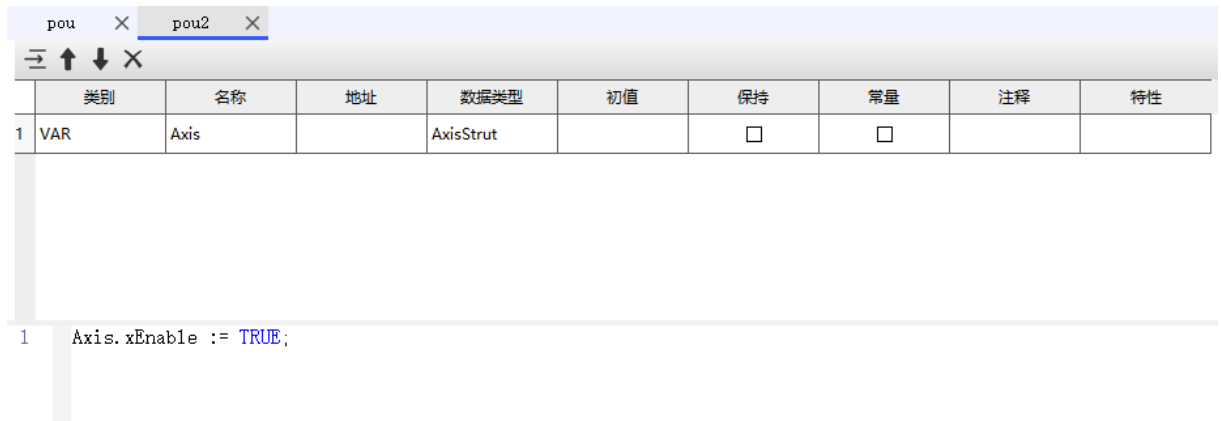 pou pou2
类别 名称 地址 数据类型 初值 保持 常量 注释 特性
1 VAR Axis AxisStrut
1 Axis.xEnable := TRUE;